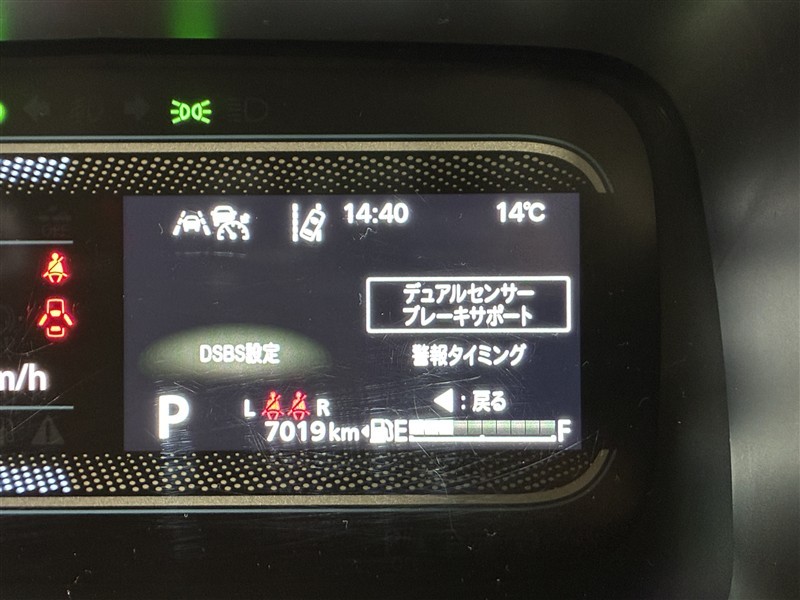 14:40 14℃
デュアルセンサー
ブレーキサポート
DSBS設定 警報タイミング
m/h
◀:戻る
P L R
7019km E F